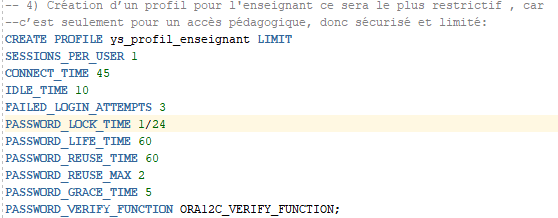 -- 4) Création d’un profil pour l'enseignant ce sera le plus restrictif , car
--c’est seulement pour un accès pédagogique, donc sécurisé et limité:
CREATE PROFILE ys_profil_enseignant LIMIT
SESSIONS_PER_USER 1
CONNECT_TIME 45
IDLE_TIME 10
FAILED_LOGIN_ATTEMPTS 3
PASSWORD_LOCK_TIME 1/24
PASSWORD_LIFE_TIME 60
PASSWORD_REUSE_TIME 60
PASSWORD_REUSE_MAX 2
PASSWORD_GRACE_TIME 5
PASSWORD_VERIFY_FUNCTION ORA12C_VERIFY_FUNCTION;